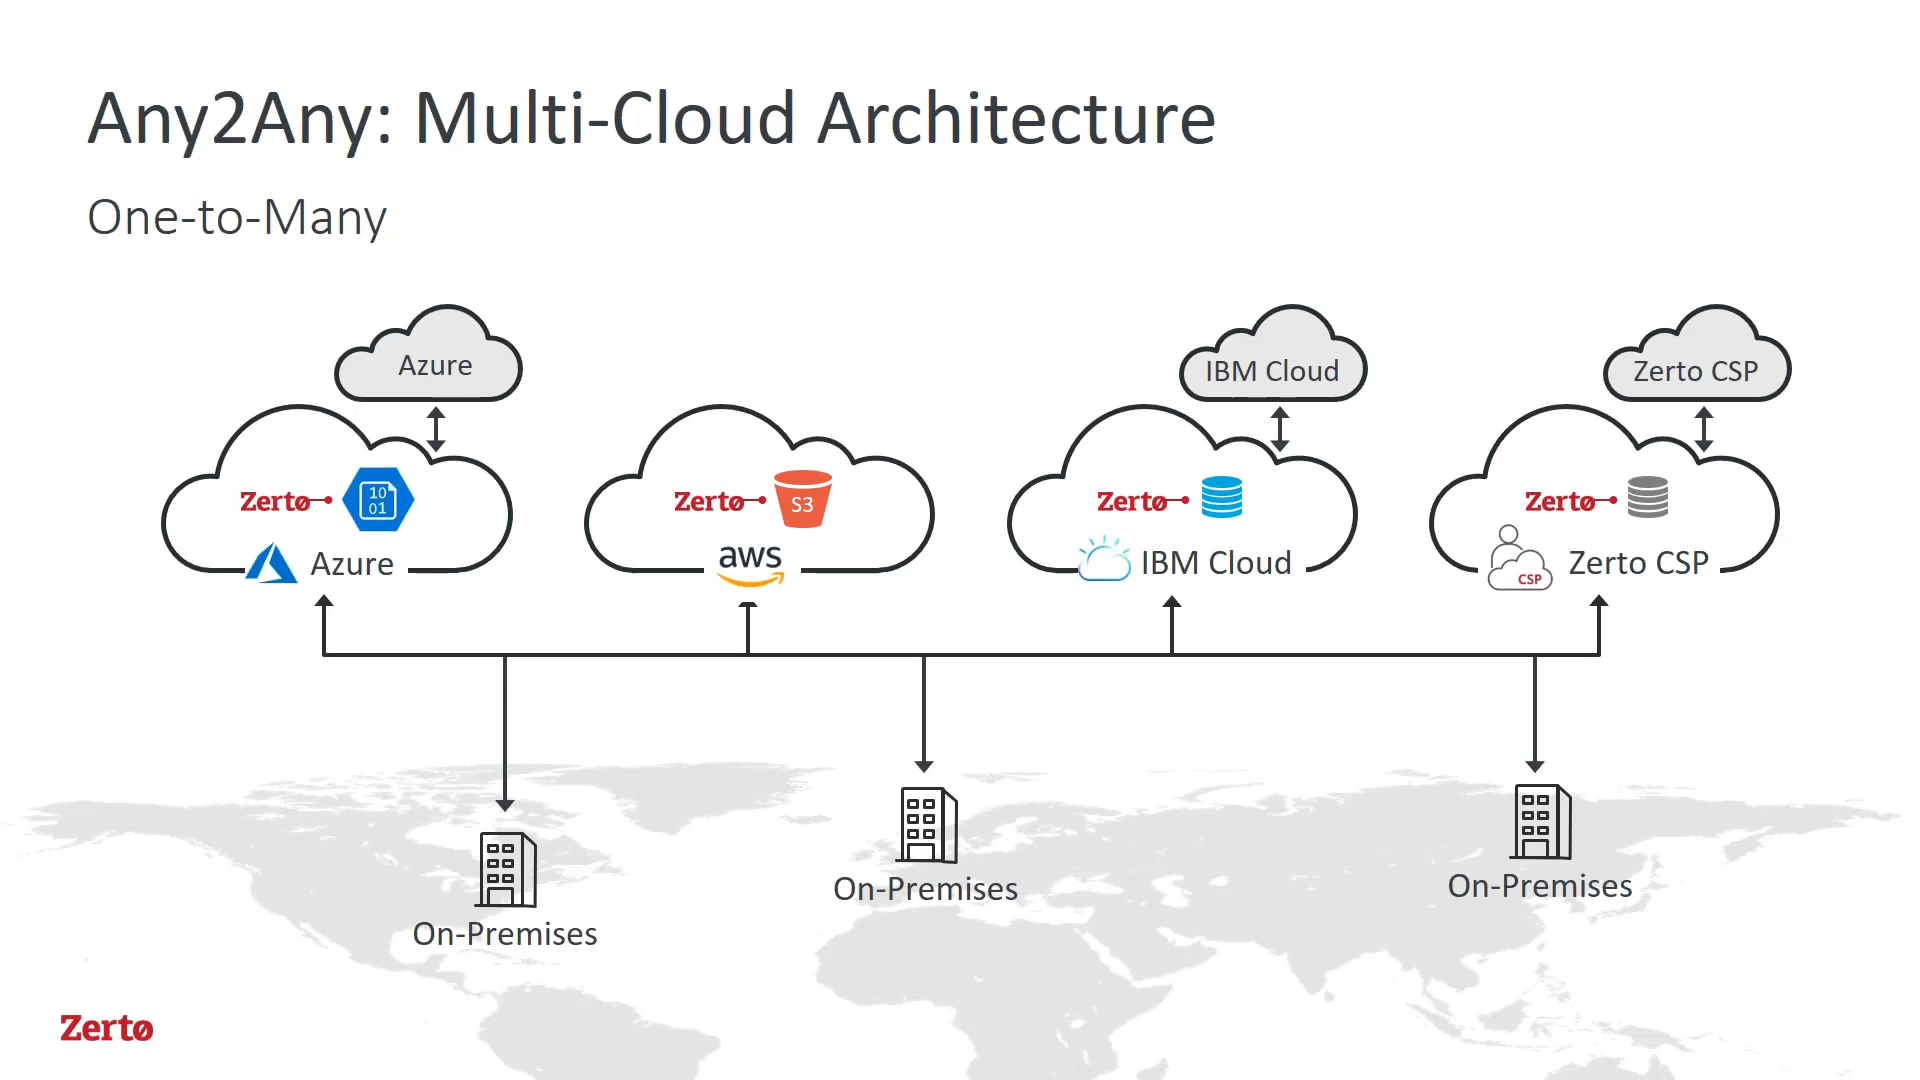 Any2Any: Multi-Cloud Architecture
One-to-Many
Azure
IBM Cloud
Zerto CSP
Zerto
10
01
Azure
Zerto
S3
aws
Zerto
IBM Cloud
Zerto
CSP
Zerto CSP
On-Premises
On-Premises
On-Premises
Zerto